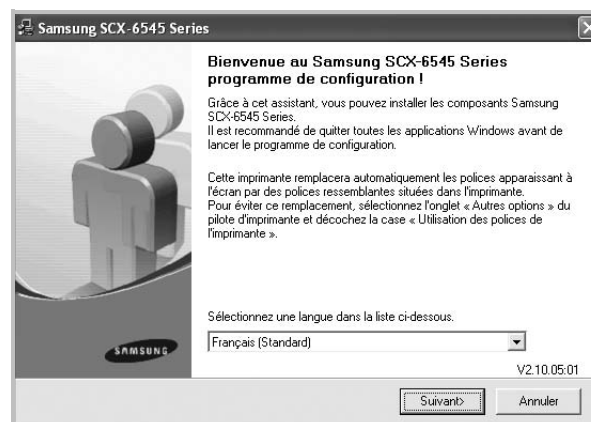 Samsung SCX-6545 Series
Bienvenue au Samsung SCX-6545 Series
programme de configuration !
Grâce à cet assistant, vous pouvez installer les composants Samsung
SCX-6545 Series.
Il est recommandé de quitter toutes les applications Windows avant de
lancer le programme de configuration.
Cette imprimante remplacera automatiquement les polices apparaissant à
l'écran par des polices ressemblantes situées dans l'imprimante.
Pour éviter ce remplacement, sélectionnez l'onglet « Autres options » du
pilote d'imprimante et décochez la case « Utilisation des polices de
l'imprimante ».
Sélectionnez une langue dans la liste ci-dessous.
Français (Standard)
SAMSUNG
V2.10.05:01
Suivant>
Annuler